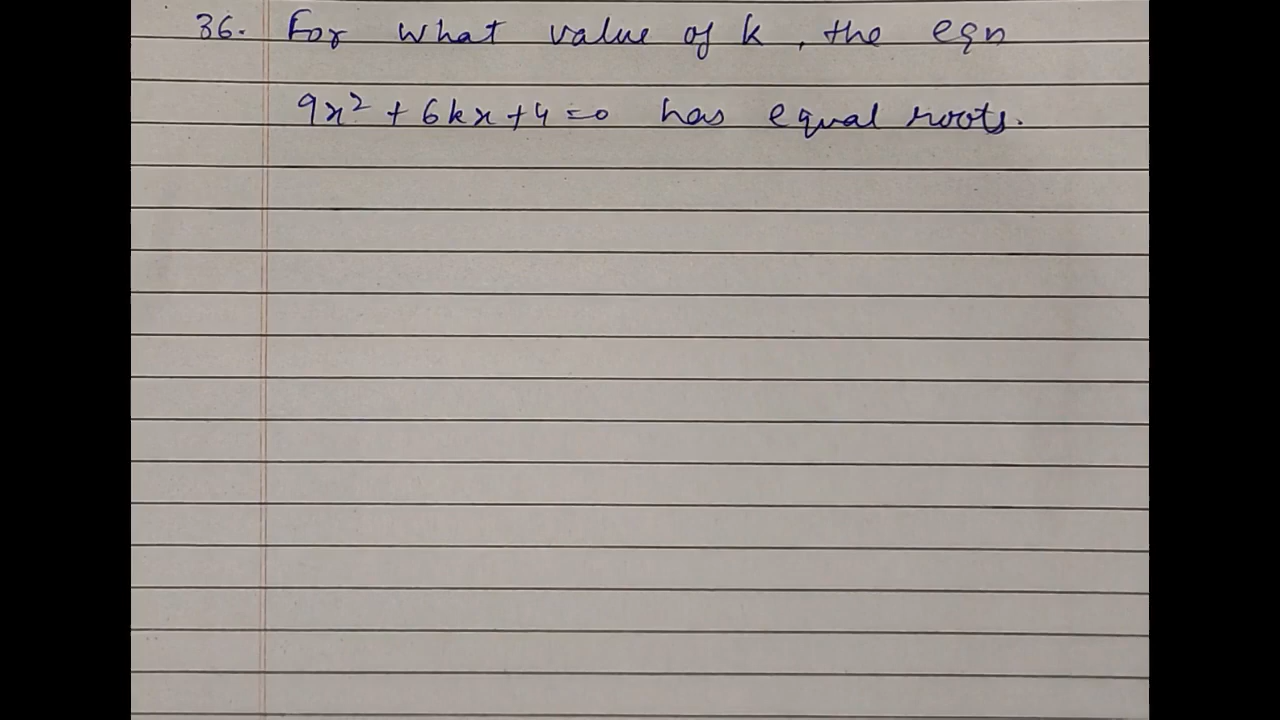 36. For what value of k, the eqn
9x² + 6kx + 4 = 0 has equal roots.